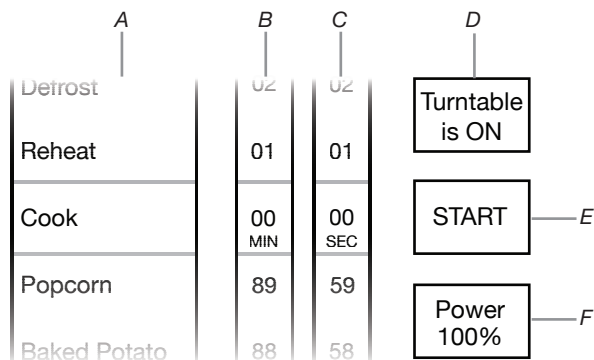 A B C D
Defrost 02 02
Turntable
is ON
Reheat 01 01
Cook 00 00 START E
MIN SEC
Popcorn 89 59
Power
100%
F
Baked Potato 88 58